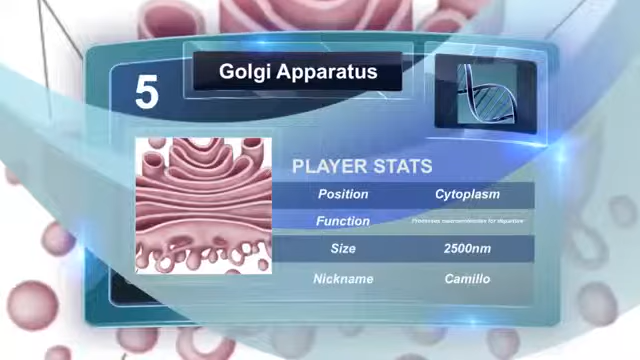 5
Golgi Apparatus
PLAYER STATS
Position Cytoplasm
Function
Size 2500nm
Nickname Camillo